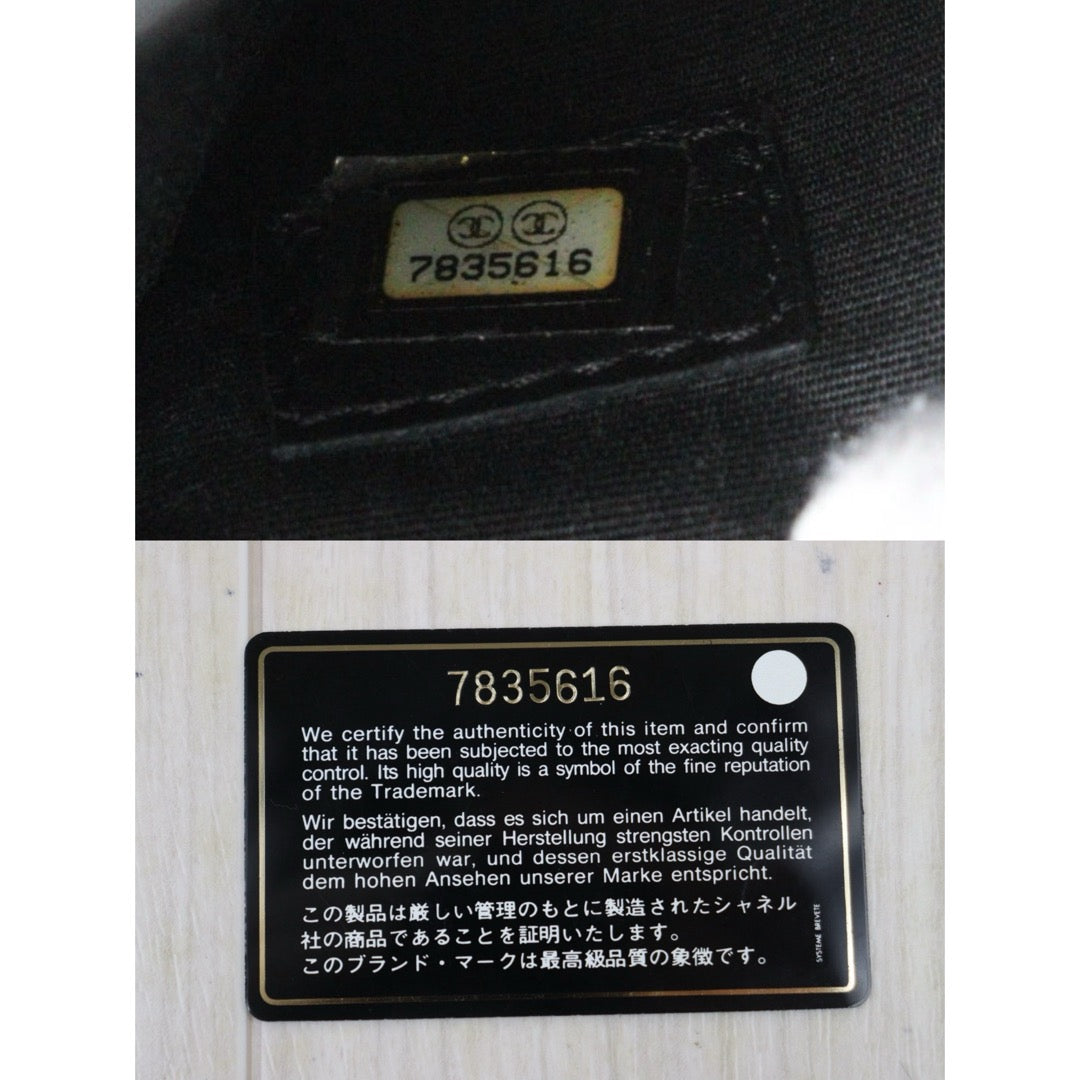 7835616
7835616
We certify the authenticity of this item and confirm
that it has been subjected to the most exacting quality
control. Its high quality is a symbol of the fine reputation
of the Trademark.
Wir bestätigen, dass es sich um einen Artikel handelt,
der während seiner Herstellung strengsten Kontrollen
unterworfen war, und dessen erstklassige Qualität
dem hohen Ansehen unserer Marke entspricht.
この製品は厳しい管理のもとに製造されたシャネル
社の商品であることを証明いたします。
このブランド・マークは最高級品質の象徴です。
SYSTEME BREVETE